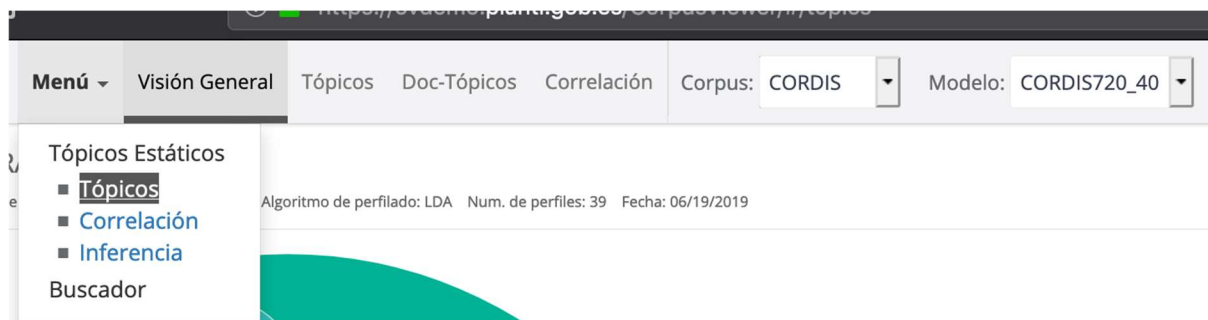 Menú Visión General Tópicos Doc-Tópicos Correlación Corpus: CORDIS Modelo: CORDIS720_40
Tópicos Estáticos
Tópicos
Algoritmo de perfilado: LDA Num. de perfiles: 39 Fecha: 06/19/2019
Correlación
Inferencia
Buscador